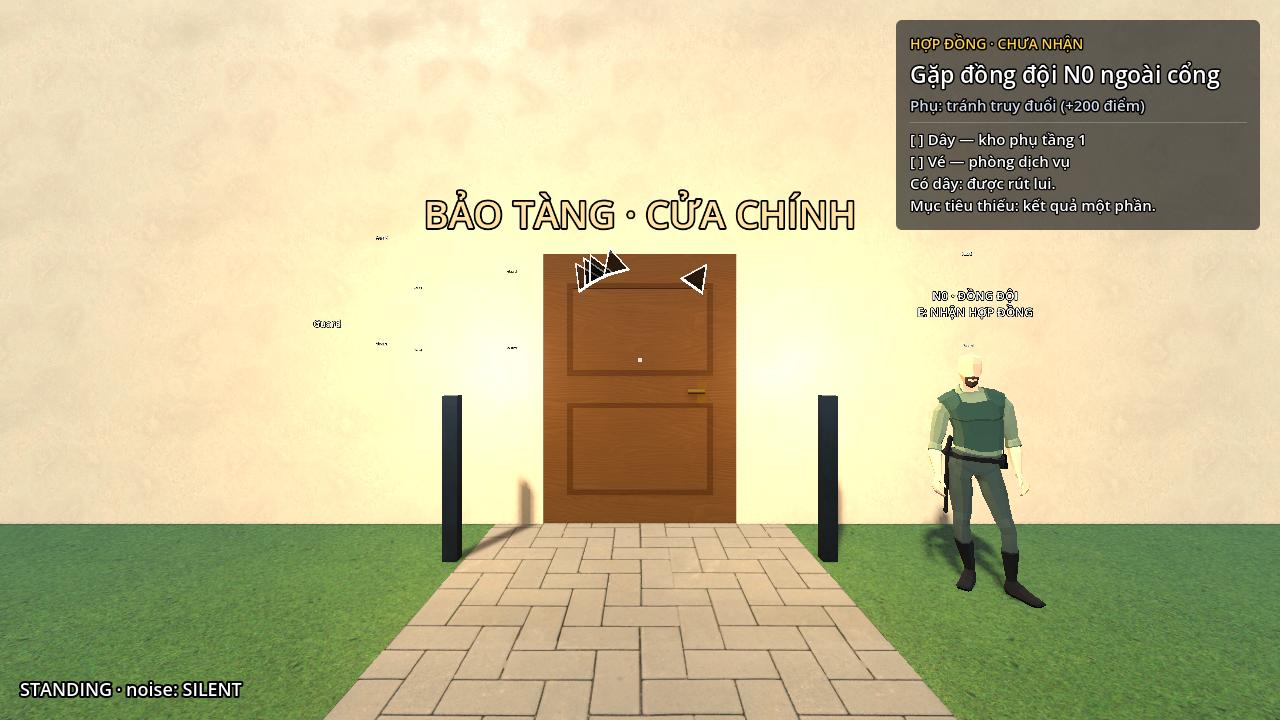 HỢP ĐỒNG · CHƯA NHẬN
Gặp đồng đội N0 ngoài cổng
Phụ: tránh truy đuổi (+200 điểm)
[ ] Dây — kho phụ tầng 1
[ ] Vé — phòng dịch vụ
Có dây: được rút lui.
Mục tiêu thiếu: kết quả một phần.
BẢO TÀNG · CỬA CHÍNH
N0 · ĐỒNG ĐỘI
E: NHẬN HỢP ĐỒNG
Guard
STANDING · noise: SILENT